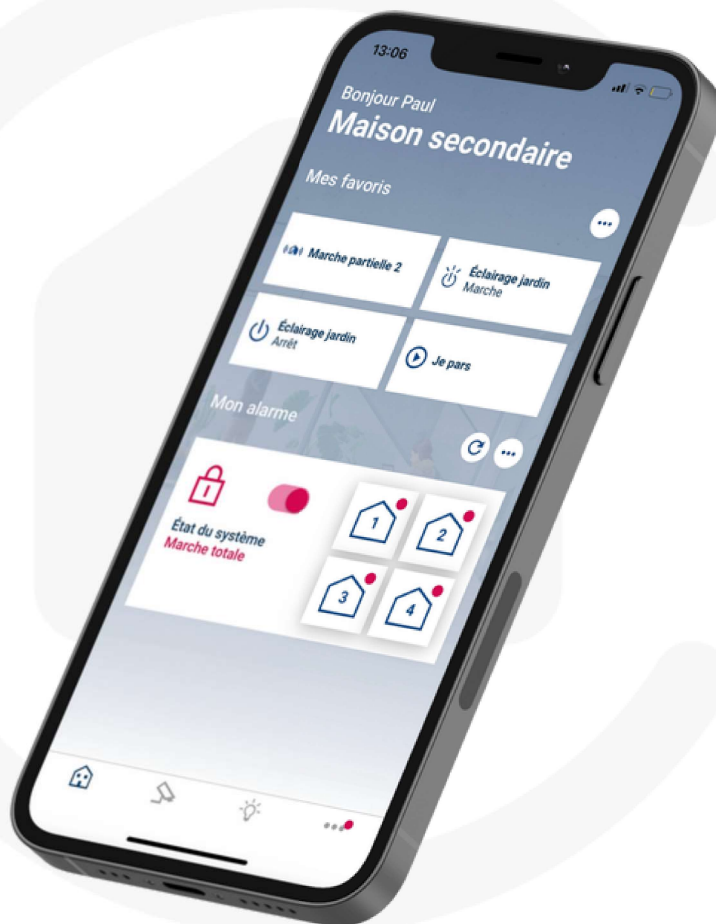 13:06
Bonjour Paul
Maison secondaire
Mes favoris
Marche partielle 2
Éclairage jardin
Marche
Éclairage jardin
Arrêt
Je pars
Mon alarme
État du système
Marche totale
1
2
3
4